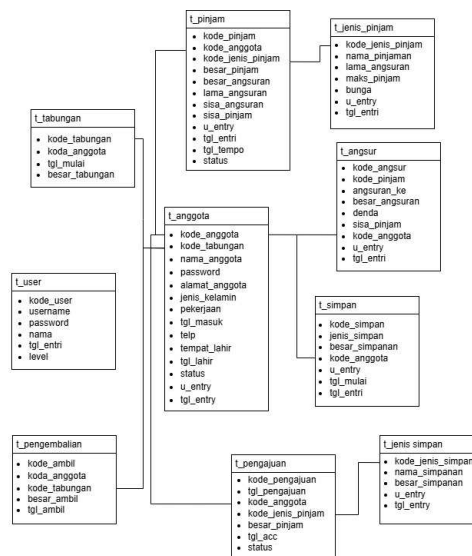 t_pinjam
kode_pinjam
kode_anggota
kode_jenis_pinjam
besar_pinjam
besar_angsuran
lama_angsuran
sisa_angsuran
sisa_pinjam
u_entry
tgl_entri
tgl_tempo
status
t_jenis_pinjam
kode_jenis_pinjam
nama_pinjaman
lama_angsuran
maks_pinjam
bunga
u_entry
tgl_entri
t_tabungan
kode_tabungan
koda_anggota
tgl_mulai
besar_tabungan
t_angsur
kode_angsur
kode_pinjam
angsuran_ke
besar_angsuran
denda
sisa_pinjam
kode_anggota
u_entry
tgl_entri
t_anggota
kode_anggota
kode_tabungan
nama_anggota
password
alamat_anggota
jenis_kelamin
pekerjaan
tgl_masuk
telp
tempat_lahir
tgl_lahir
status
u_entry
tgl_entry
t_user
kode_user
username
password
nama
tgl_entri
level
t_simpan
kode_simpan
jenis_simpan
besar_simpanan
kode_anggota
u_entry
tgl_mulai
tgl_entri
t_pengembalian
kode_ambil
koda_anggota
kode_tabungan
besar_ambil
tgl_ambil
t_pengajuan
kode_pengajuan
tgl_pengajuan
kode_anggota
kode_jenis_pinjam
besar_pinjam
tgl_acc
status
t_jenis simpan
kode_jenis_simpan
nama_simpanan
besar_simpanan
u_entry
tgl_entry